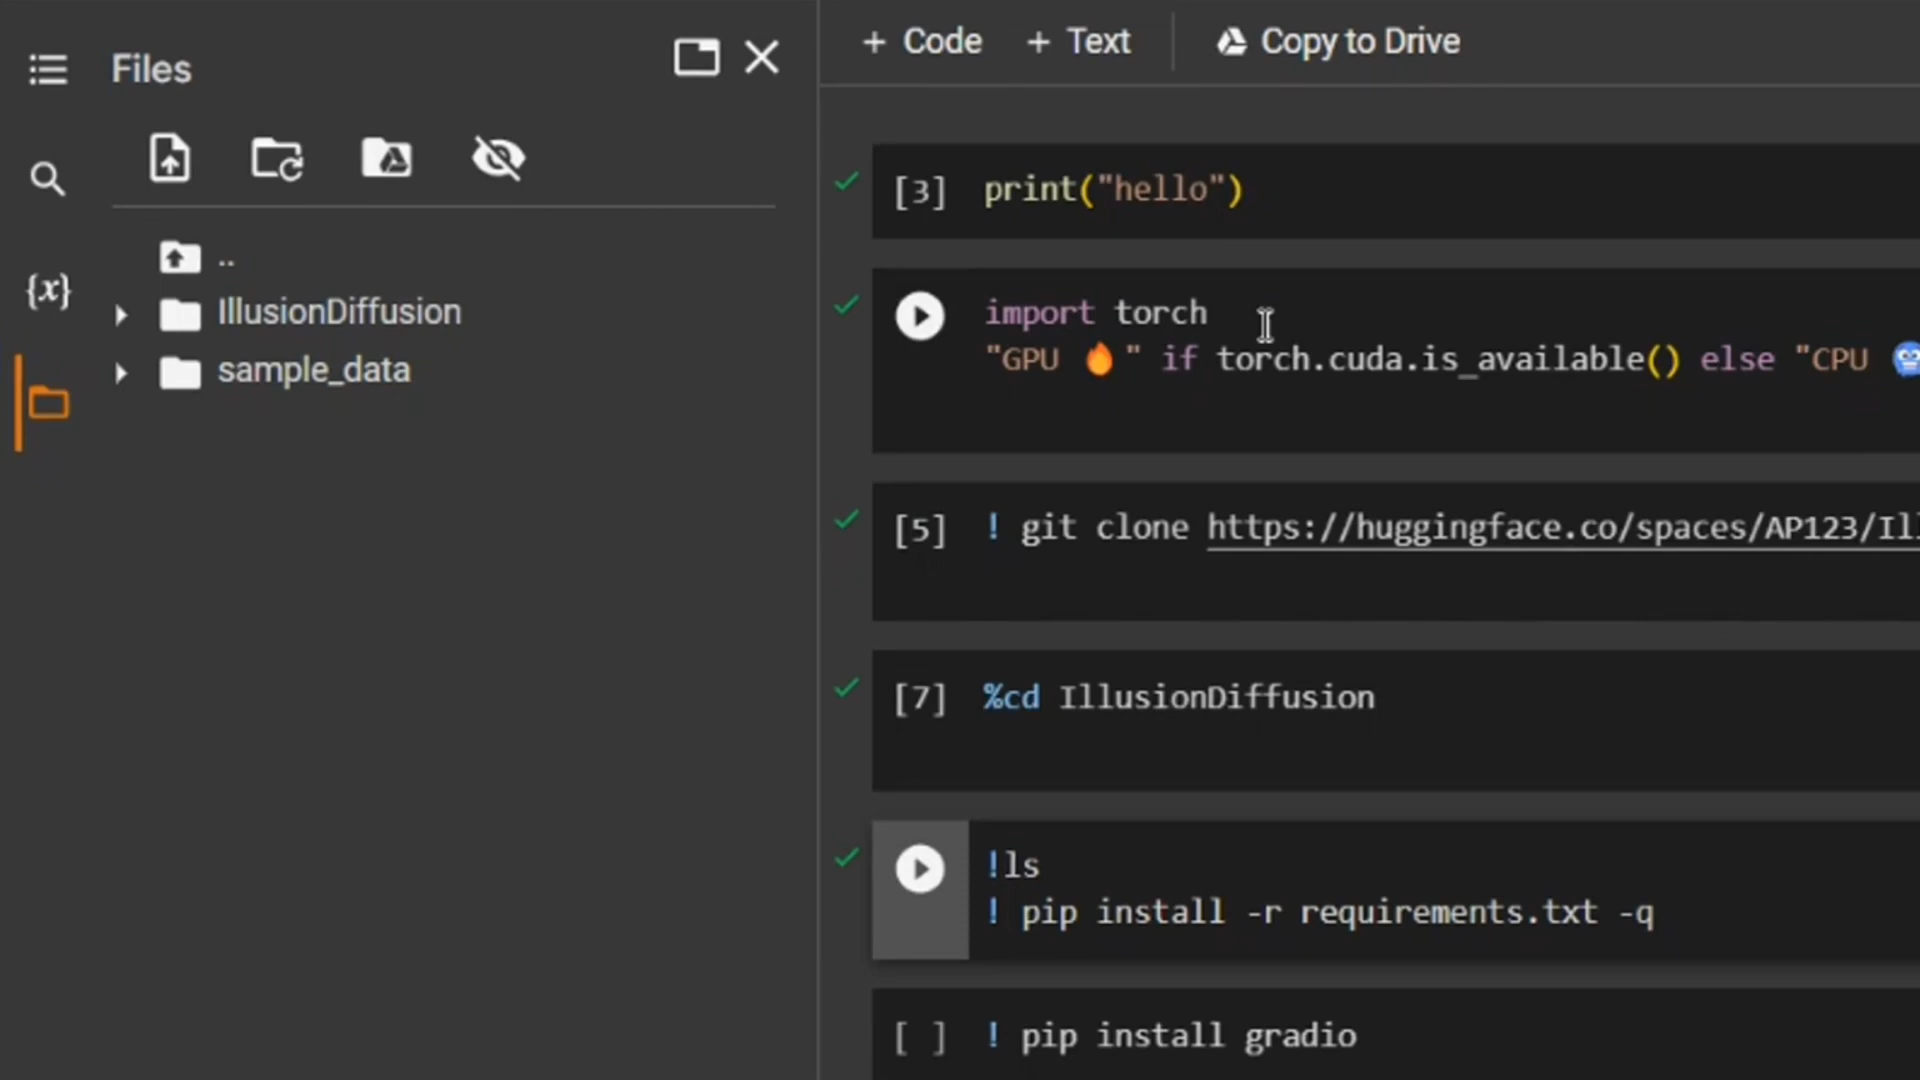 Files
..
IllusionDiffusion
sample_data
{x}
+ Code + Text Copy to Drive
[3] print("hello")
import torch
"GPU 🔥 " if torch.cuda.is_available() else "CPU 🥶
[5] ! git clone https://huggingface.co/spaces/AP123/Ill
[7] %cd IllusionDiffusion
!ls
! pip install -r requirements.txt -q
[ ] ! pip install gradio